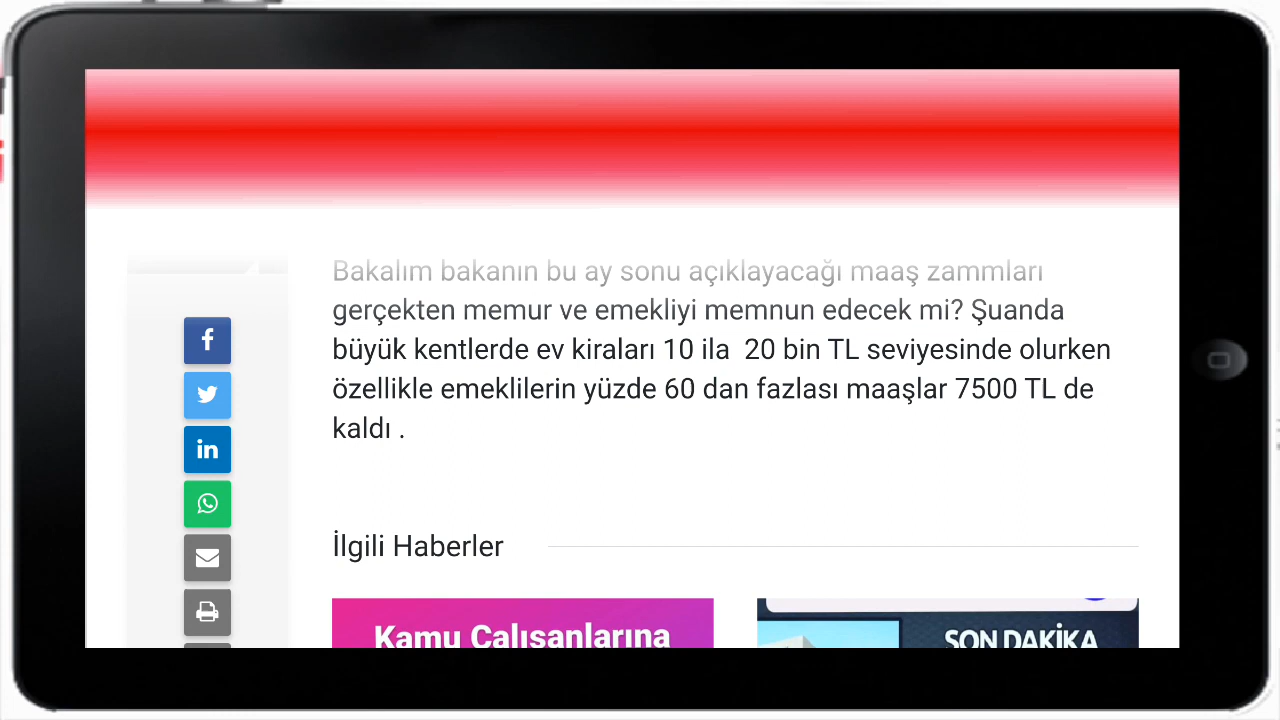 Bakalım bakanın bu ay sonu açıklayacağı maaş zammları
gerçekten memur ve emekliyi memnun edecek mi? Şuanda
büyük kentlerde ev kiraları 10 ila  20 bin TL seviyesinde olurken
özellikle emeklilerin yüzde 60 dan fazlası maaşlar 7500 TL de
kaldı .
İlgili Haberler
Kamu Çalışanlarına
SON DAKİKA